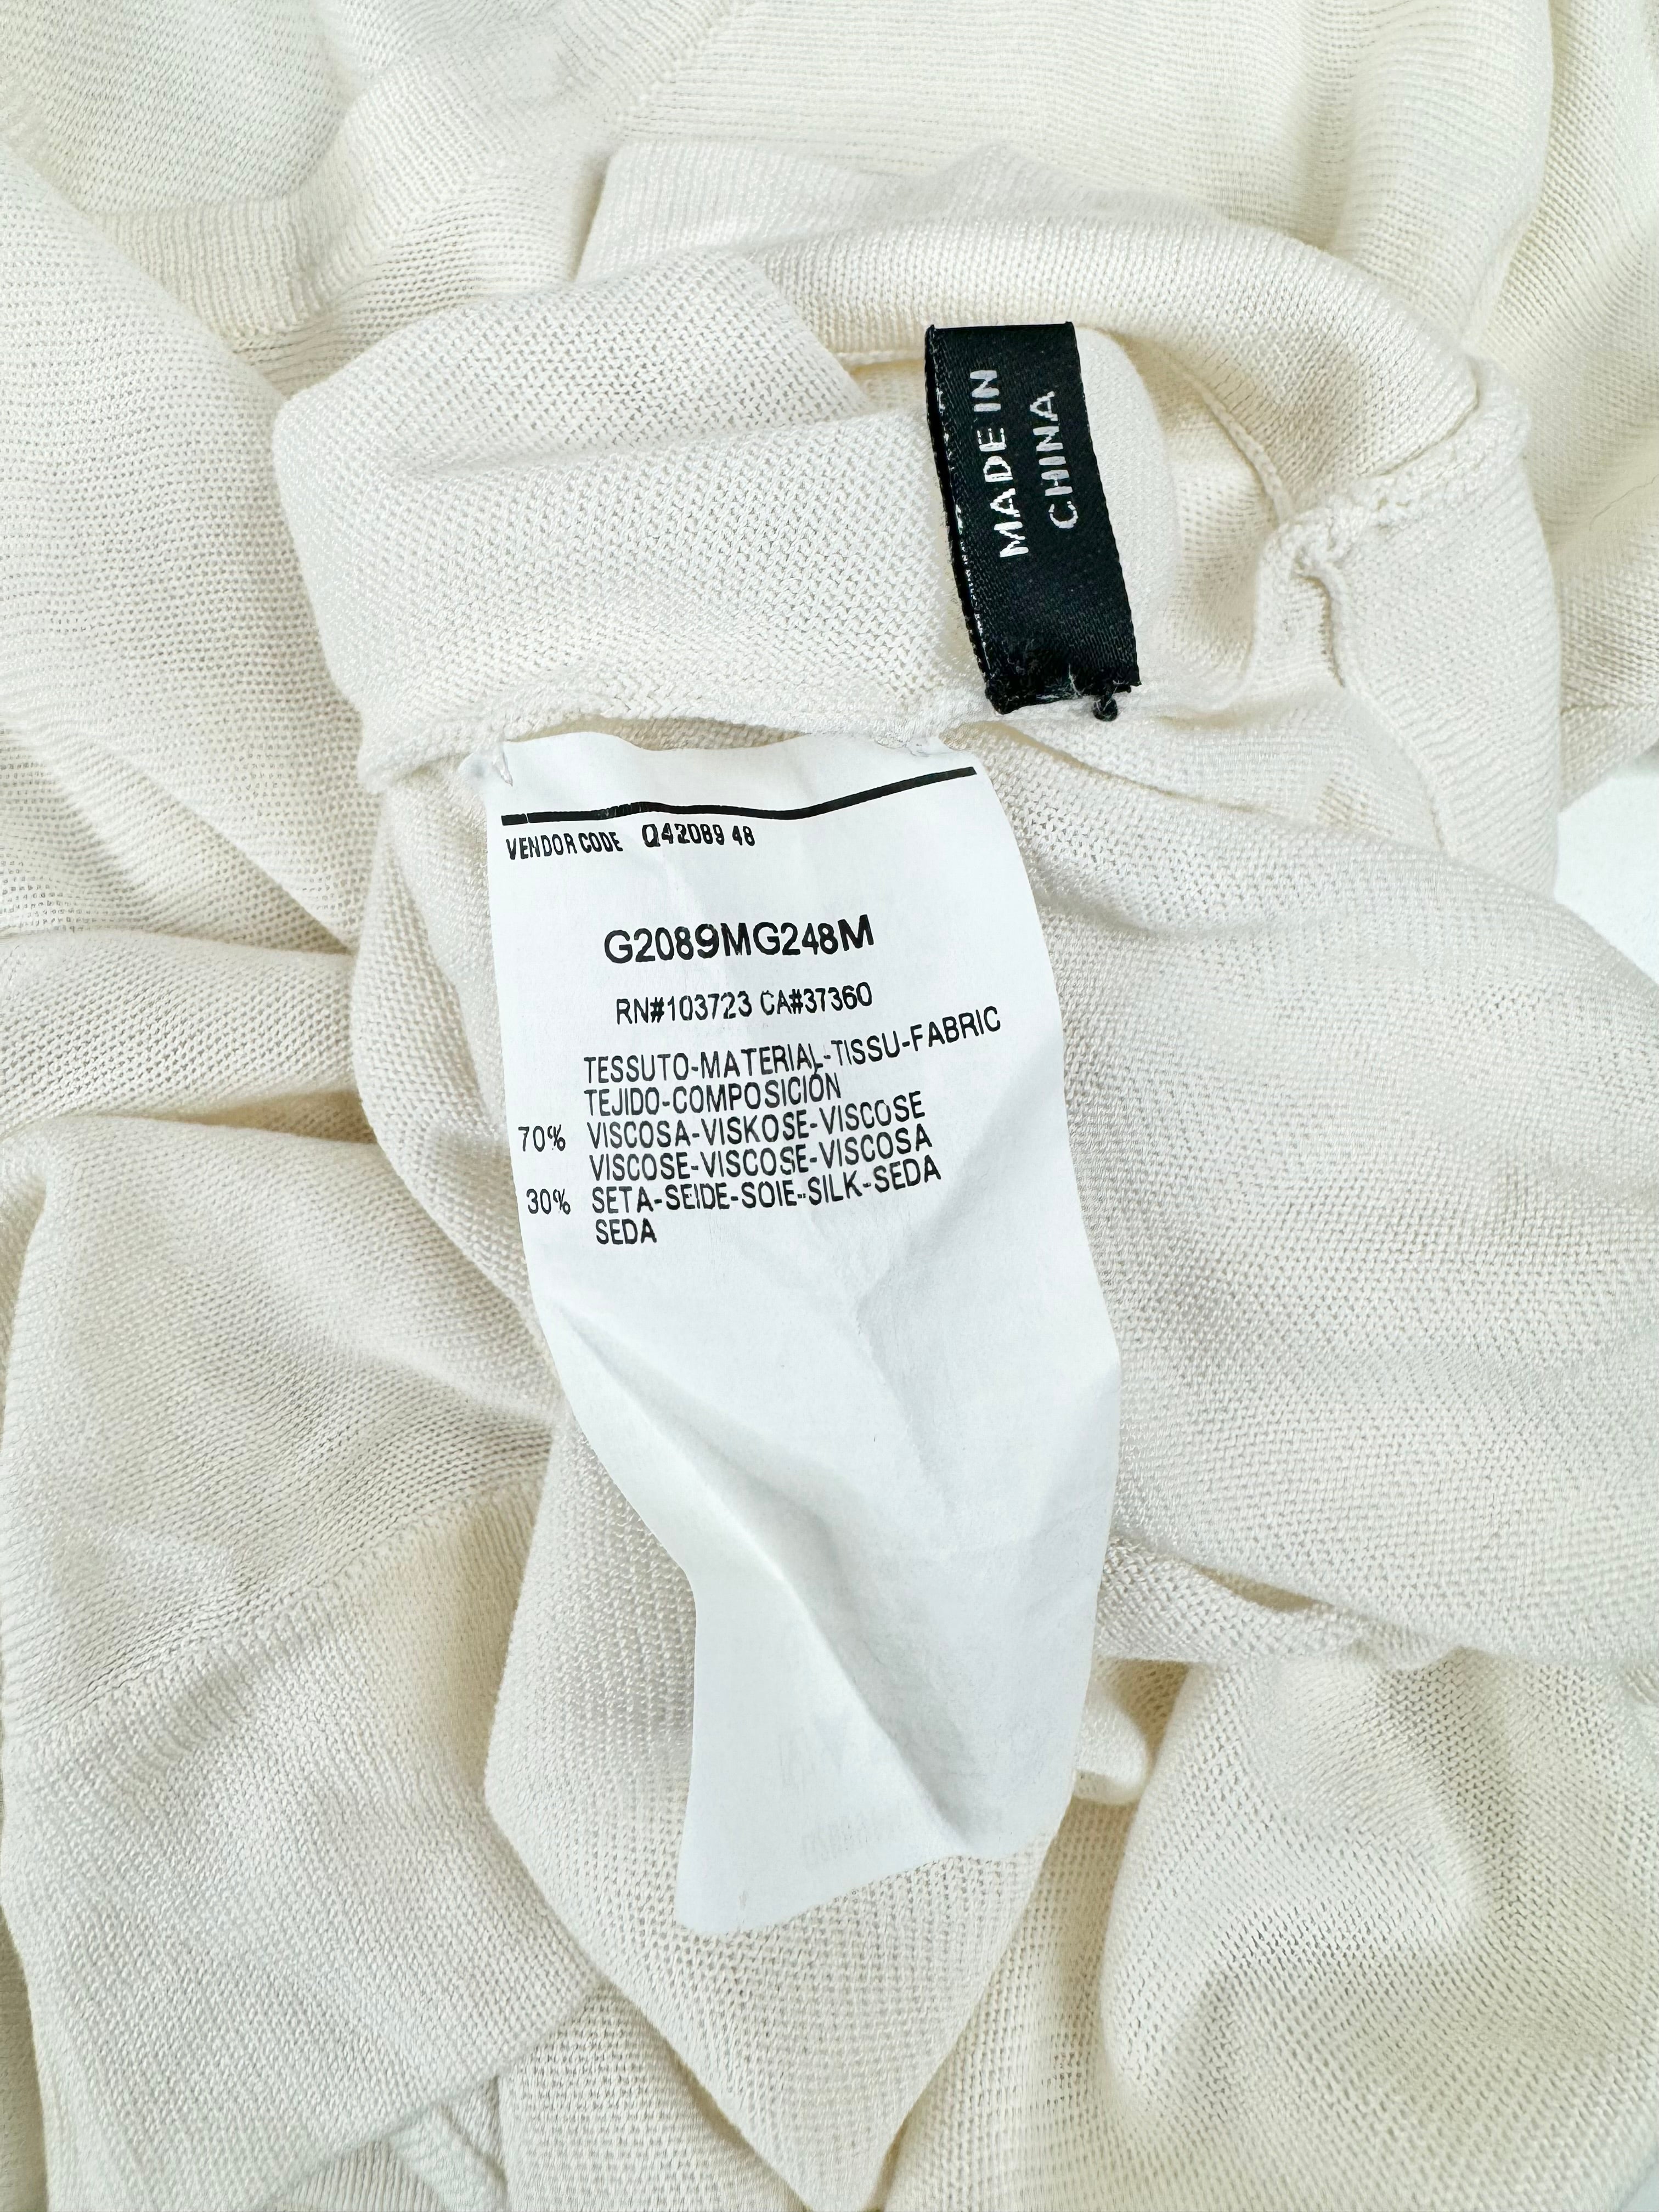 MADE IN
CHINA
VENDOR CODE Q42089 48
G2089MG248M
RN#103723 CA#37360
TESSUTO-MATERIAL-TISSU-FABRIC
TEJIDO-COMPOSICIÓN
70% VISCOSA-VISKOSE-VISCOSE
VISCOSE-VISCOSE-VISCOSA
30% SETA-SEIDE-SOIE-SILK-SEDA
SEDA